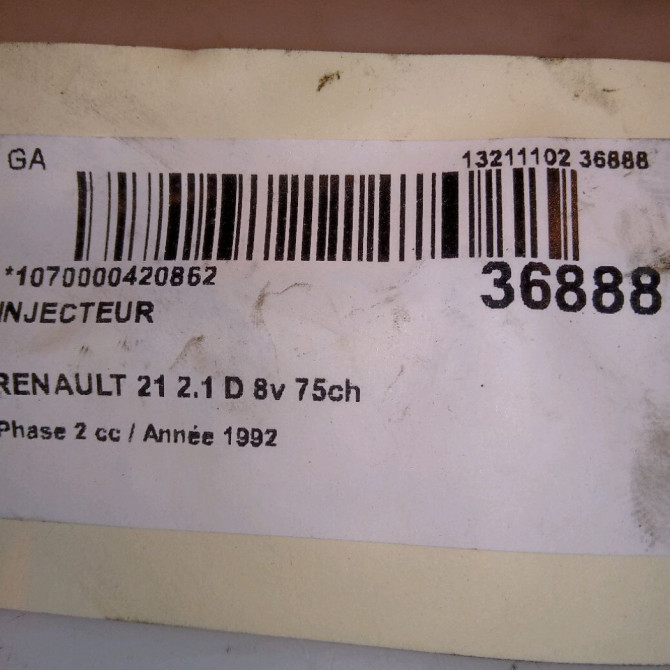 GA 13211102 36888
*1070000420862
36888
INJECTEUR
RENAULT 21 2.1 D 8v 75ch
Phase 2 cc / Année 1992